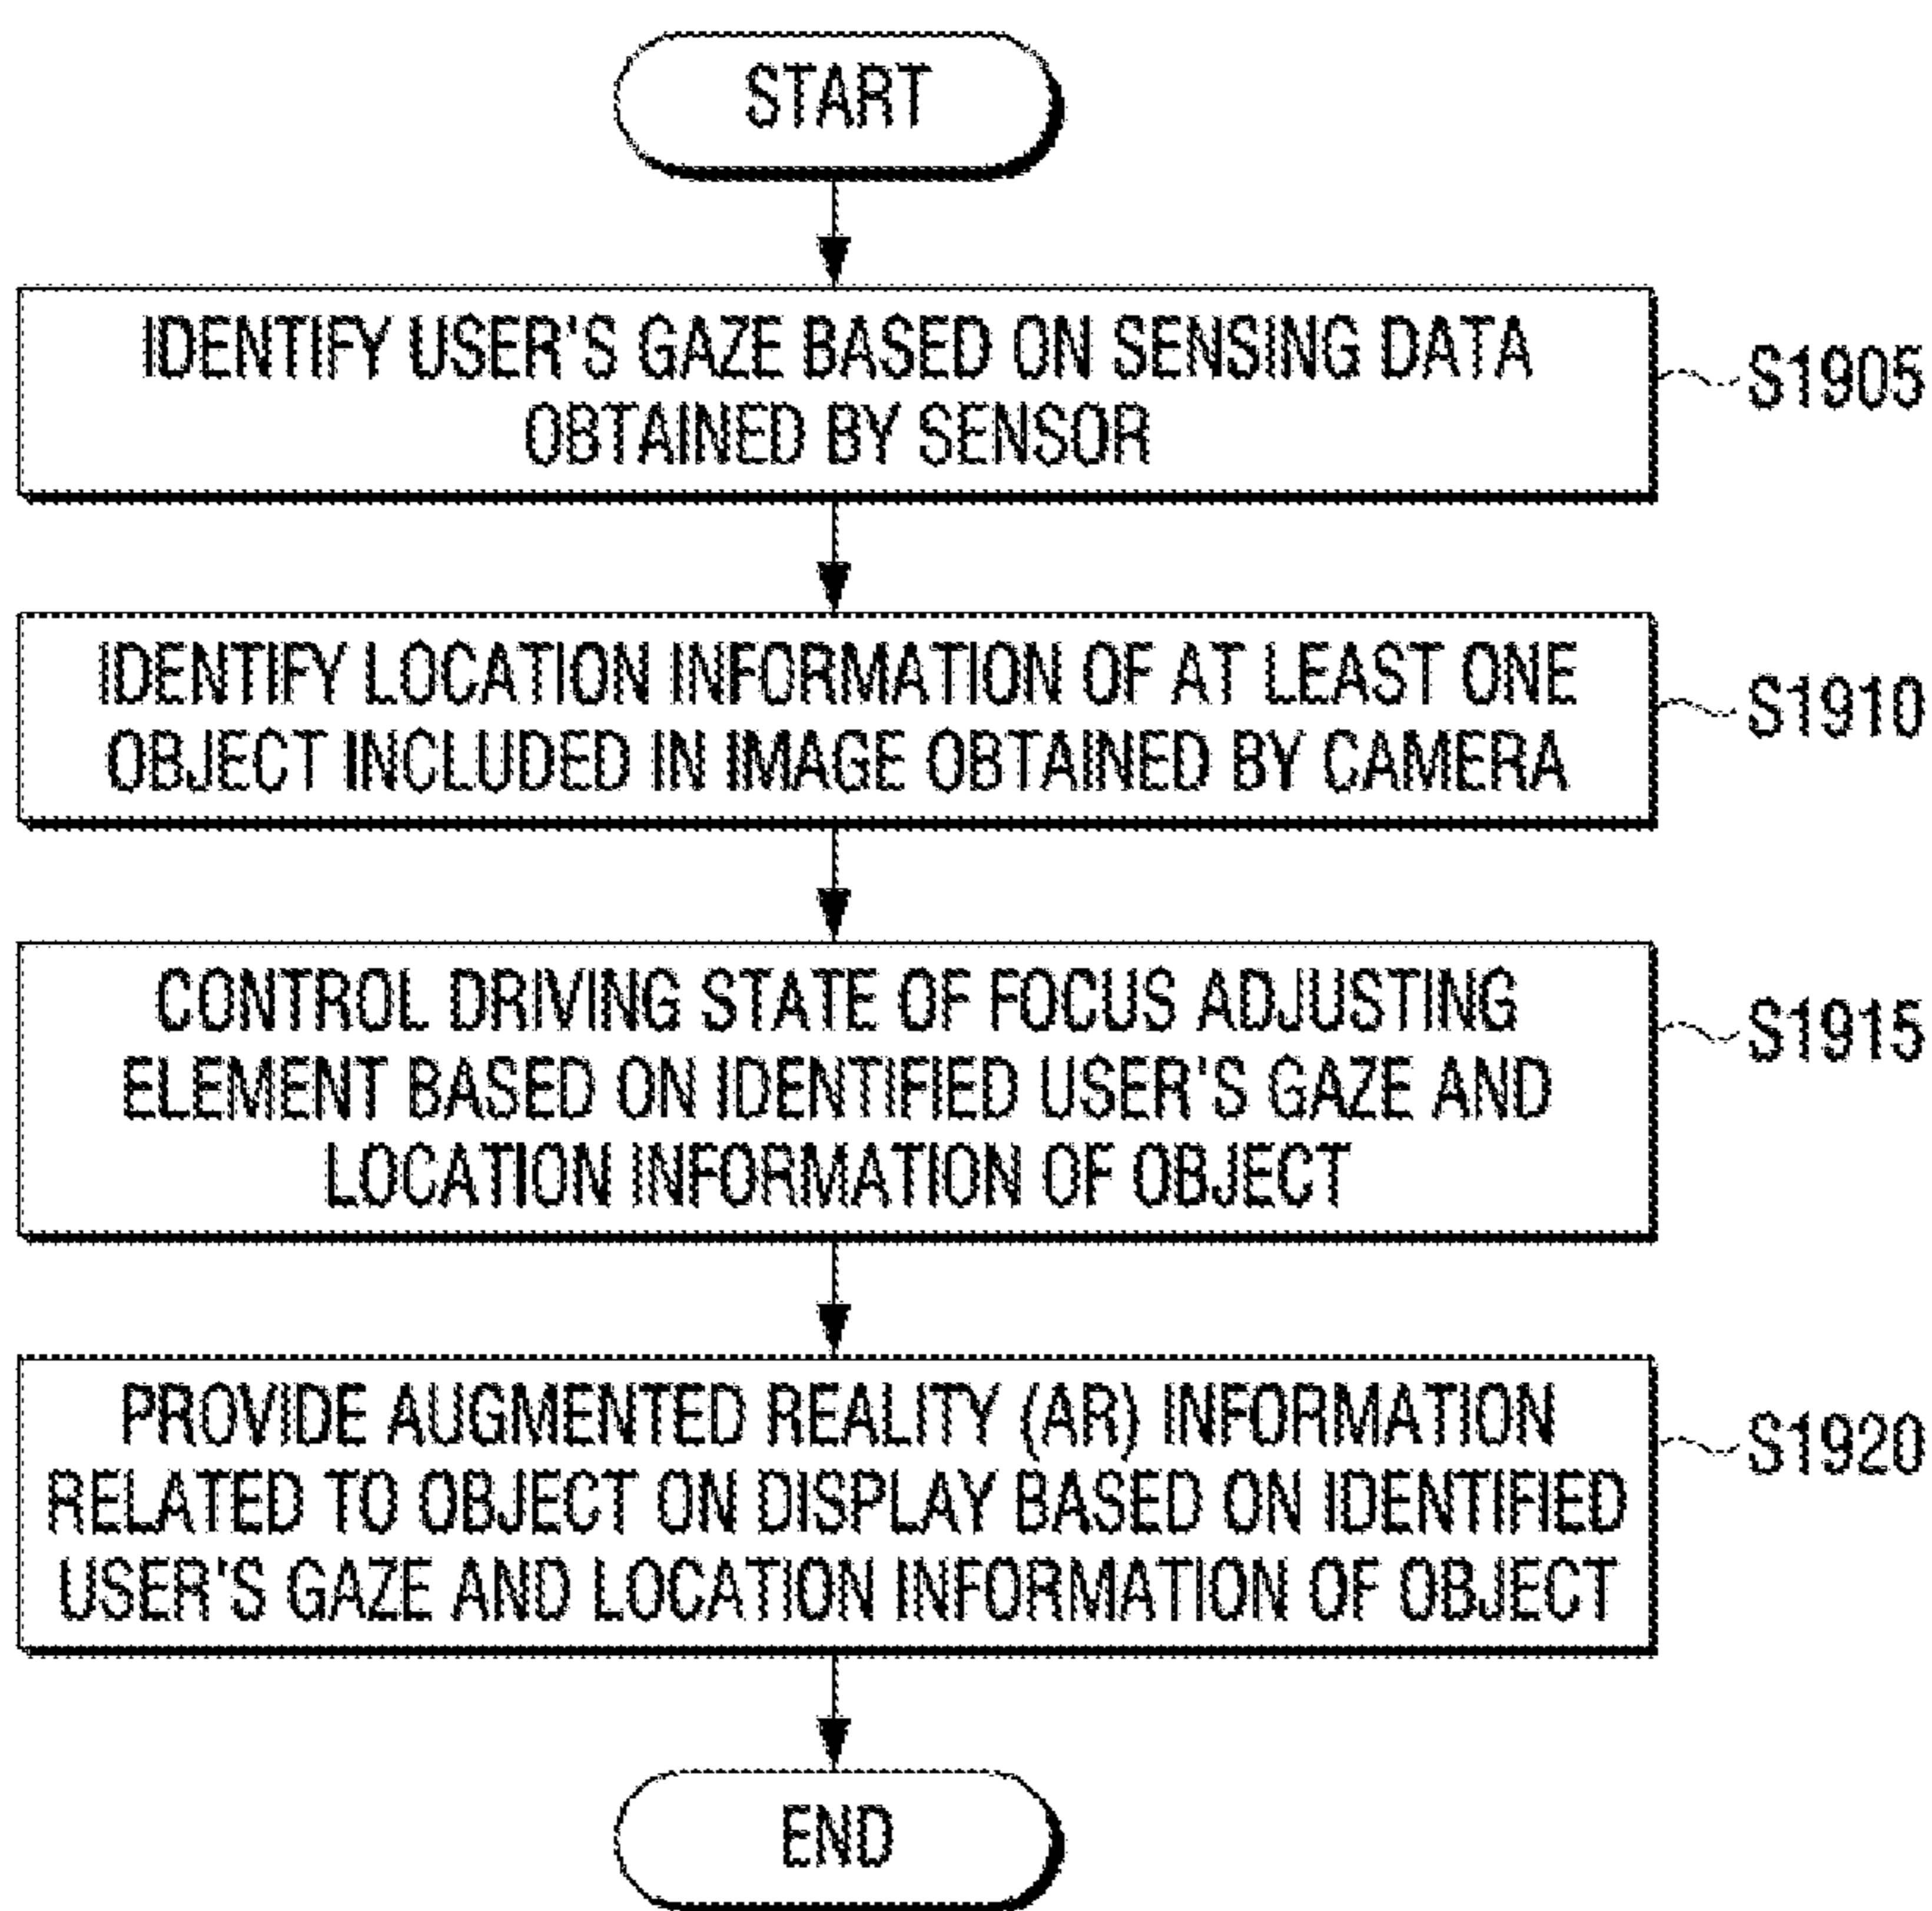 START
IDENTIFY USER'S GAZE BASED ON SENSING DATA
OBTAINED BY SENSOR
S1905
IDENTIFY LOCATION INFORMATION OF AT LEAST ONE
OBJECT INCLUDED IN IMAGE OBTAINED BY CAMERA
S1910
CONTROL DRIVING STATE OF FOCUS ADJUSTING
ELEMENT BASED ON IDENTIFIED USER'S GAZE AND
LOCATION INFORMATION OF OBJECT
S1915
PROVIDE AUGMENTED REALITY (AR) INFORMATION
RELATED TO OBJECT ON DISPLAY BASED ON IDENTIFIED
USER'S GAZE AND LOCATION INFORMATION OF OBJECT
S1920
END